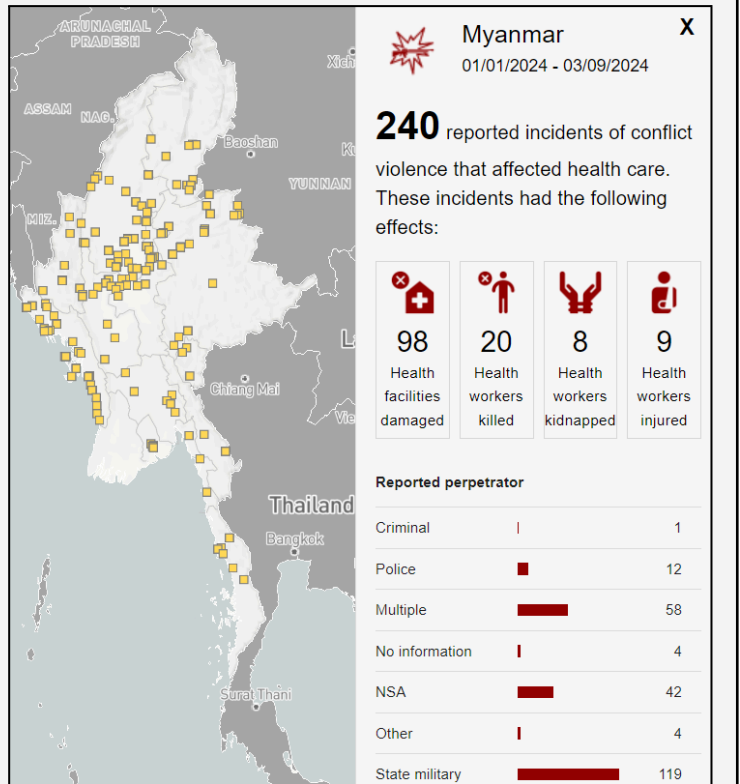 ARUNACHAL
PRADESH
ASSAM
NAG.
Baoshan
YUNNAN
MIZ.
Chiang Mai
Thailand
Bangkok
Surat Thani
X
Myanmar
01/01/2024 - 03/09/2024
240 reported incidents of conflict
violence that affected health care.
These incidents had the following
effects:
98
Health
facilities
damaged
20
Health
workers
killed
8
Health
workers
kidnapped
9
Health
workers
injured
Reported perpetrator
Criminal 1
Police 12
Multiple 58
No information 4
NSA 42
Other 4
State military 119